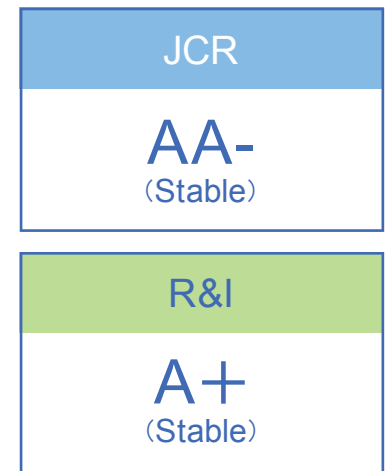 JCR
AA-
（Stable）
R&I
A＋
（Stable）